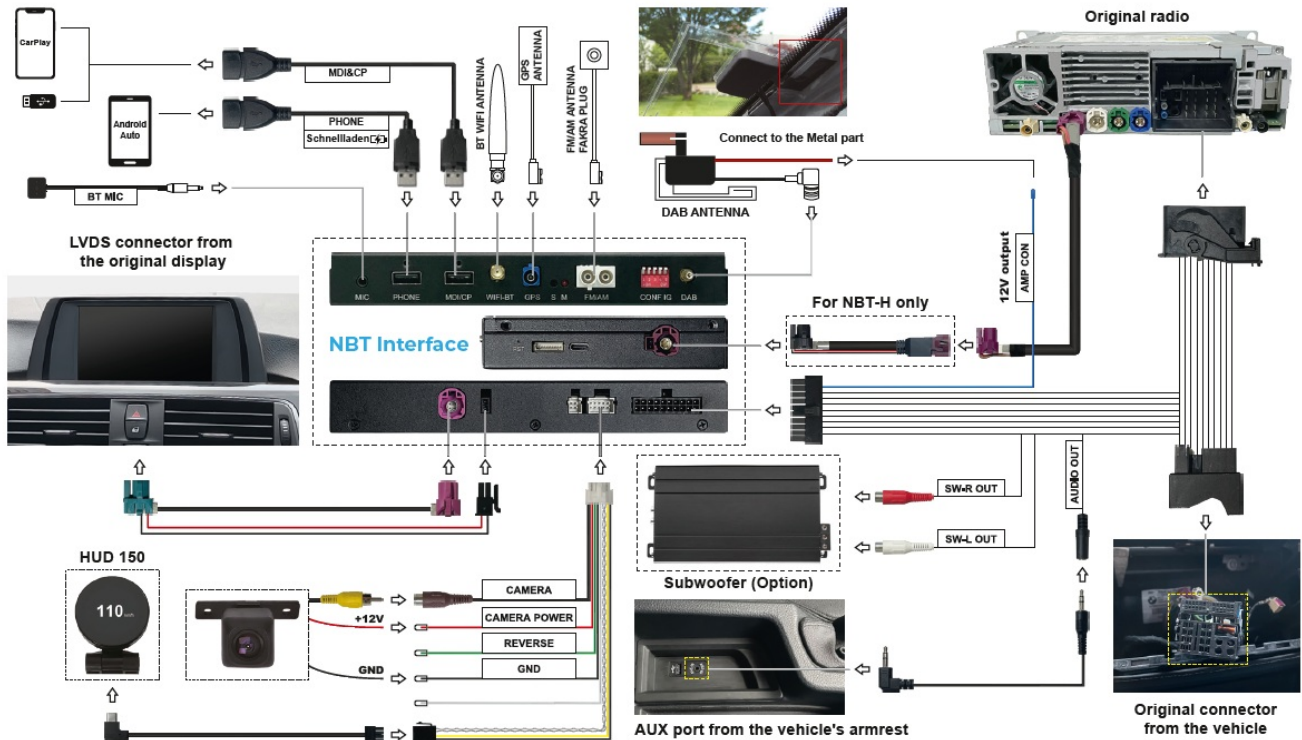 CarPlay
MDI&CP
Android
Auto
PHONE
Schnellladen
BT MIC
BT WIFI ANTENNA
GPS
ANTENNA
FM/AM ANTENNA
FAKRA PLUG
Connect to the Metal part
DAB ANTENNA
Original radio
12V output
AMP CON
LVDS connector from
the original display
MIC
PHONE
MDI/CP
WIFI-BT
GPS
S
M
FM/AM
CONFIG
DAB
NBT Interface
RST
For NBT-H only
SW-R OUT
SW-L OUT
AUDIO OUT
Subwoofer (Option)
HUD 150
110
+12V
GND
CAMERA
CAMERA POWER
REVERSE
GND
AUX port from the vehicle's armrest
Original connector
from the vehicle